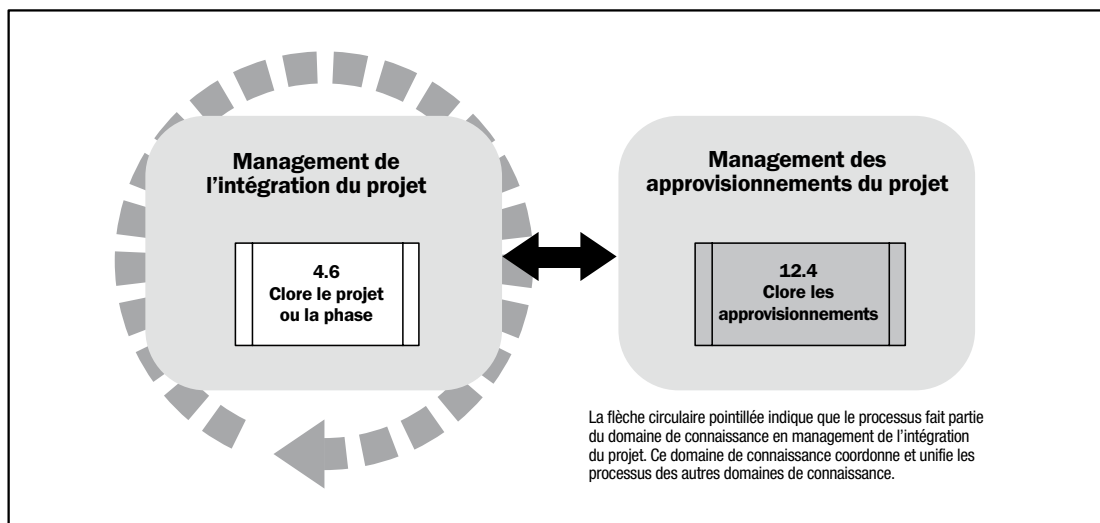 Management de
l'intégration du projet
4.6
Clore le projet
ou la phase
Management des
approvisionnements du projet
12.4
Clore les
approvisionnements
La flèche circulaire pointillée indique que le processus fait partie
du domaine de connaissance en management de l'intégration
du projet. Ce domaine de connaissance coordonne et unifie les
processus des autres domaines de connaissance.